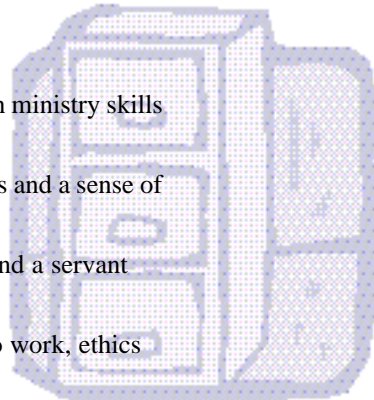 ministry skills
s and a sense of
nd a servant
work, ethics